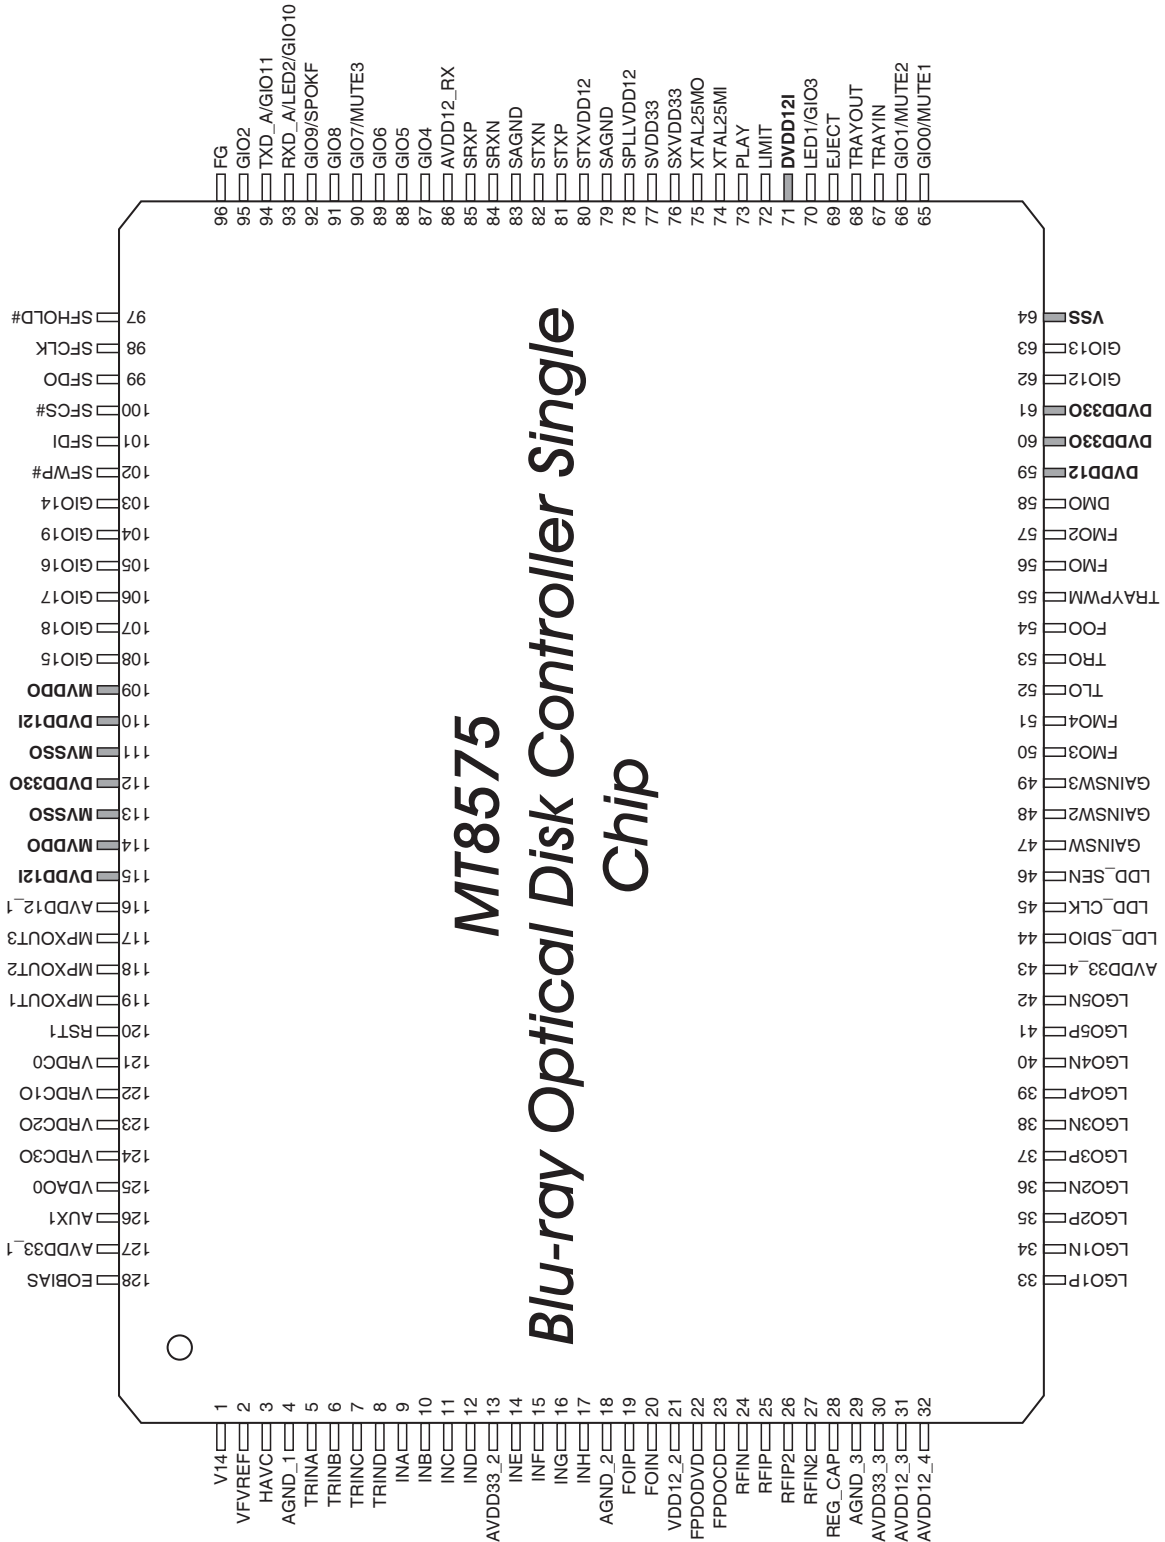 MT8575
Blu-ray Optical Disk Controller Single
Chip
1 V14
2 VFVREF
3 HAVC
4 AGND_1
5 TRINA
6 TRINB
7 TRINC
8 TRIND
9 INA
10 INB
11 INC
12 IND
13 AVDD33_2
14 INE
15 INF
16 ING
17 INH
18 AGND_2
19 FOIP
20 FOIN
21 VDD12_2
22 FPDODVD
23 FPDOCD
24 RFIN
25 RFIP
26 RFIP2
27 RFIN2
28 REG_CAP
29 AGND_3
30 AVDD33_3
31 AVDD12_3
32 AVDD12_4
33 LGO1P
34 LGO1N
35 LGO2P
36 LGO2N
37 LGO3P
38 LGO3N
39 LGO4P
40 LGO4N
41 LGO5P
42 LGO5N
43 AVDD33_4
44 LDD_SDIO
45 LDD_CLK
46 LDD_SEN
47 GAINSW
48 GAINSW2
49 GAINSW3
50 FMO3
51 FMO4
52 TLO
53 TRO
54 FOO
55 TRAYPWM
56 FMO
57 FMO2
58 DMO
59 DVDD12
60 DVDD33O
61 DVDD33O
62 GIO12
63 GIO13
64 VSS
65 GIO0/MUTE1
66 GIO1/MUTE2
67 TRAYIN
68 TRAYOUT
69 EJECT
70 LED1/GIO3
71 DVDD12I
72 LIMIT
73 PLAY
74 XTAL25MI
75 XTAL25MO
76 SXVDD33
77 SVDD33
78 SPLLVDD12
79 SAGND
80 STXVDD12
81 STXP
82 STXN
83 SAGND
84 SRXN
85 SRXP
86 AVDD12_RX
87 GIO4
88 GIO5
89 GIO6
90 GIO7/MUTE3
91 GIO8
92 GIO9/SPOKF
93 RXD_A/LED2/GIO10
94 TXD_A/GIO11
95 GIO2
96 FG
97 SFHOLD#
98 SFCLK
99 SFDO
100 SFCS#
101 SFDI
102 SFWP#
103 GIO14
104 GIO19
105 GIO16
106 GIO17
107 GIO18
108 GIO15
109 MVDDO
110 DVDD12I
111 MVSSO
112 DVDD33O
113 MVSSO
114 MVDDO
115 DVDD12I
116 AVDD12_1
117 MPXOUT3
118 MPXOUT2
119 MPXOUT1
120 RST1
121 VRDC0
122 VRDC1O
123 VRDC2O
124 VRDC3O
125 VDAO0
126 AUX1
127 AVDD33_1
128 EOBIAS